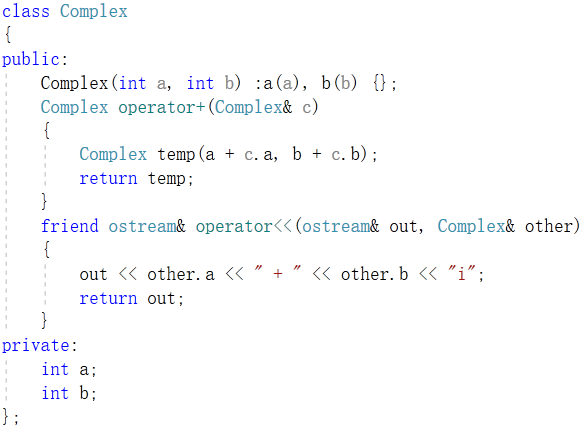 class Complex
{
public:
    Complex(int a, int b) :a(a), b(b) {};
    Complex operator+(Complex& c)
    {
        Complex temp(a + c.a, b + c.b);
        return temp;
    }
    friend ostream& operator<<(ostream& out, Complex& other)
    {
        out << other.a << " + " << other.b << "i";
        return out;
    }
private:
    int a;
    int b;
};